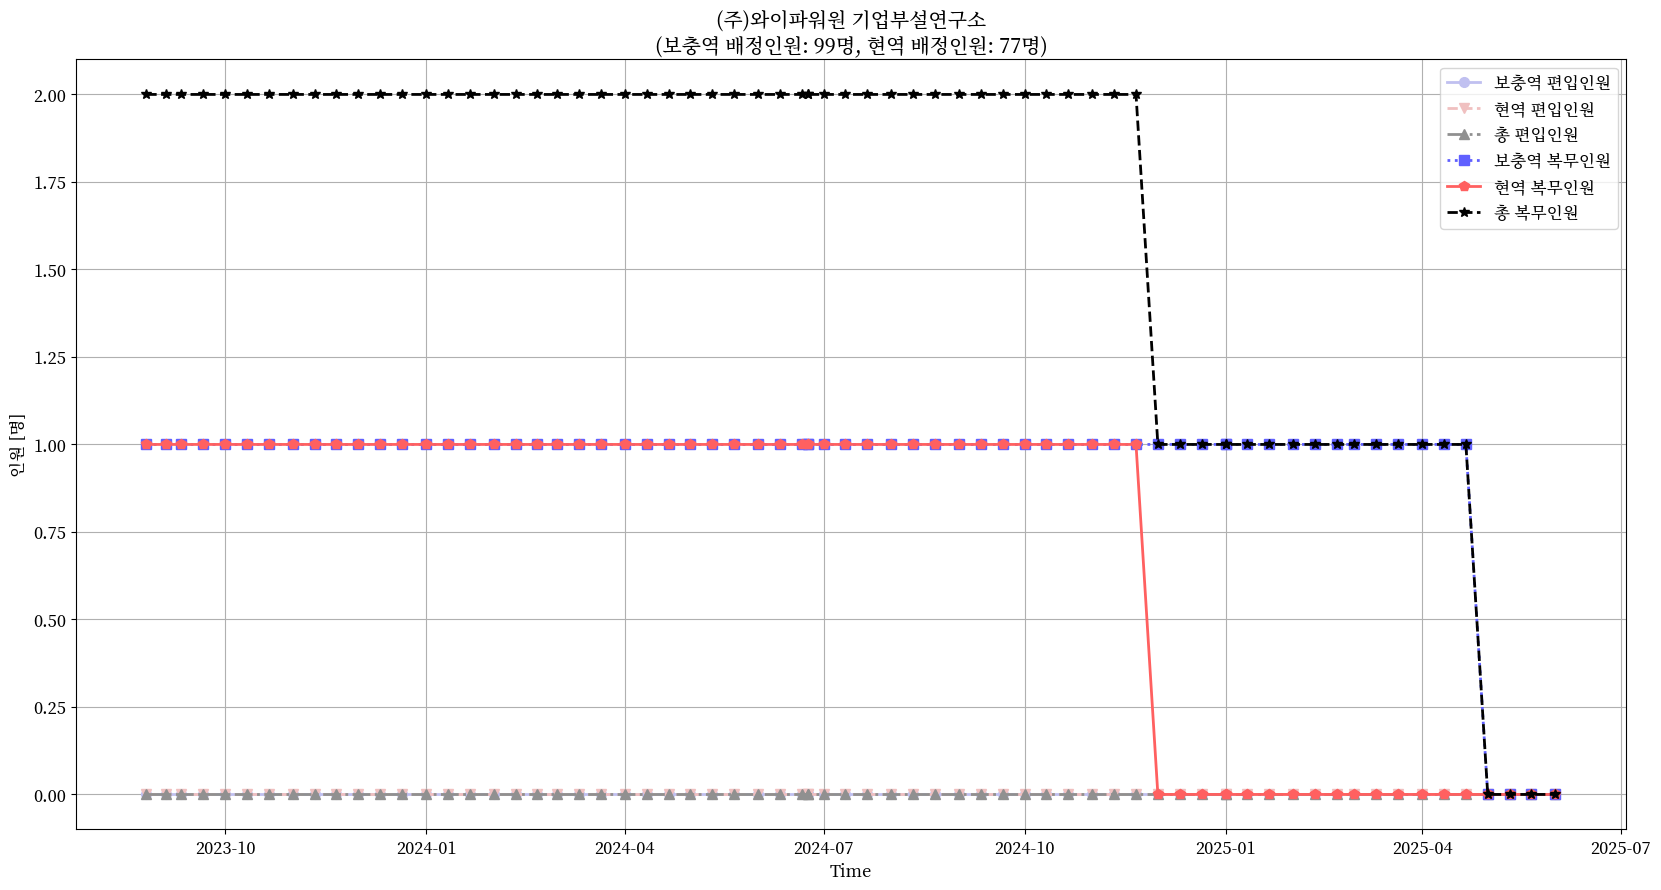 (주)와이파워원 기업부설연구소
(보충역 배정인원: 99명, 현역 배정인원: 77명)
보충역 편입인원
현역 편입인원
총 편입인원
보충역 복무인원
현역 복무인원
총 복무인원
인원 [명]
2.00
1.75
1.50
1.25
1.00
0.75
0.50
0.25
0.00
2023-10
2024-01
2024-04
2024-07
2024-10
2025-01
2025-04
2025-07
Time